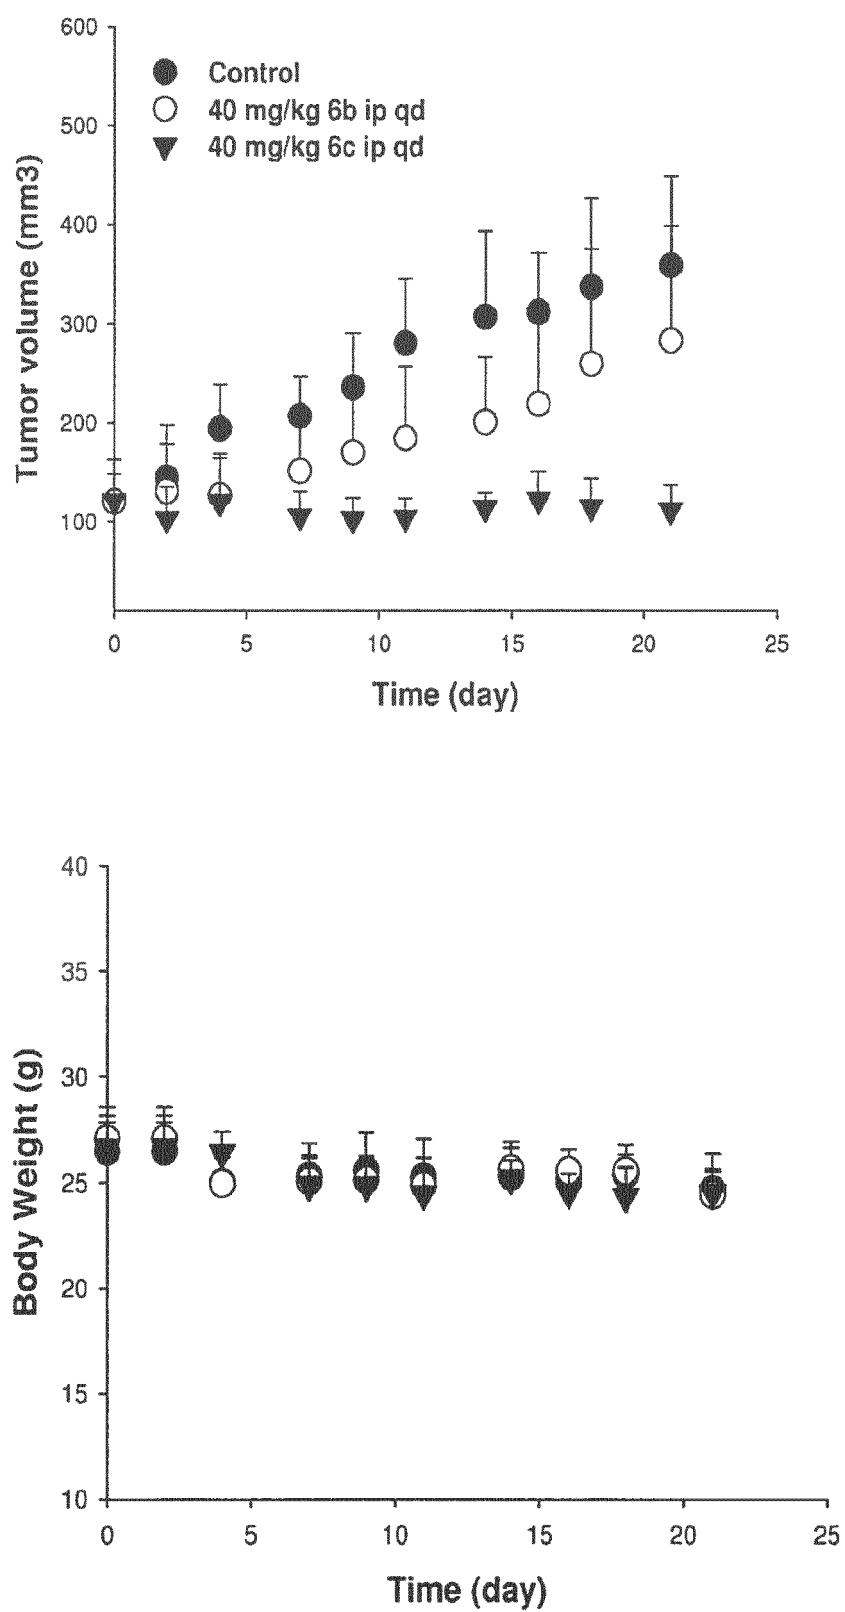 600
500
400
300
200
100
Tumor volume (mm3)
Control
40 mg/kg 6b ip qd
40 mg/kg 6c ip qd
0 5 10 15 20 25
Time (day)
40
35
30
25
20
15
10
Body Weight (g)
0 5 10 15 20 25
Time (day)